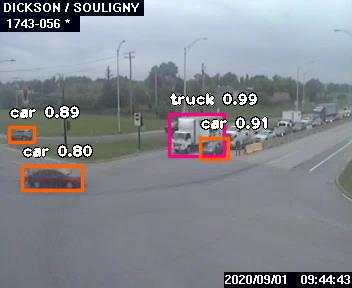 DICKSON / SOULIGNY
1743-056 *
truck 0.99
car 0.89
car 0.91
car 0.80
2020/09/01 09:44:43